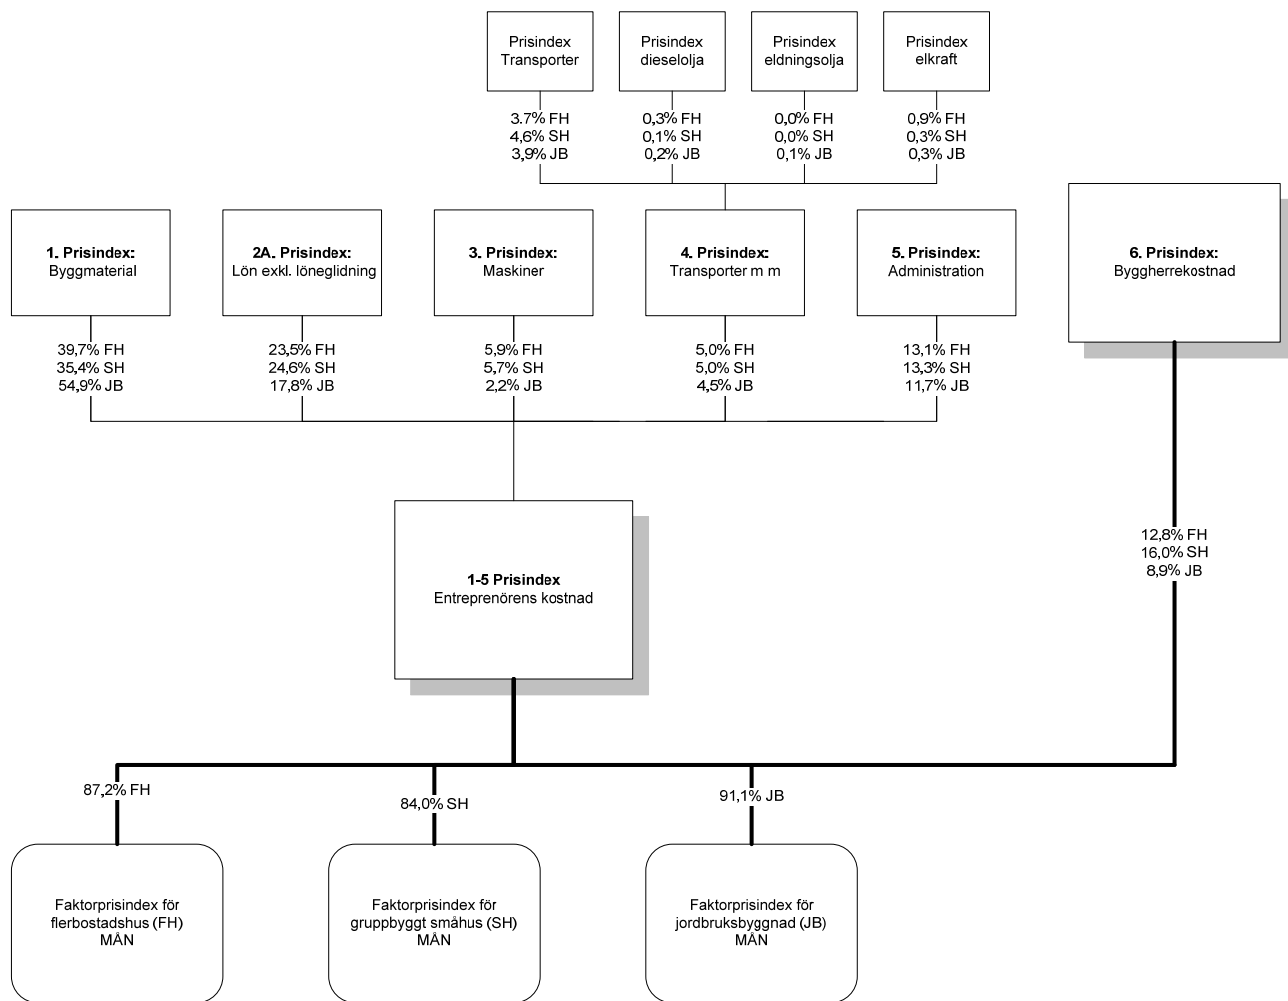 Prisindex
Transporter
Prisindex
dieselolja
Prisindex
eldningsolja
Prisindex
elkraft
3.7% FH
4,6% SH
3,9% JB
0,3% FH
0,1% SH
0,2% JB
0,0% FH
0,0% SH
0,1% JB
0,9% FH
0,3% SH
0,3% JB
1. Prisindex:
Byggmaterial
2A. Prisindex:
Lön exkl. löneglidning
3. Prisindex:
Maskiner
4. Prisindex:
Transporter m m
5. Prisindex:
Administration
6. Prisindex:
Byggherrekostnad
39,7% FH
35,4% SH
54,9% JB
23,5% FH
24,6% SH
17,8% JB
5,9% FH
5,7% SH
2,2% JB
5,0% FH
5,0% SH
4,5% JB
13,1% FH
13,3% SH
11,7% JB
12,8% FH
16,0% SH
8,9% JB
1-5 Prisindex
Entreprenörens kostnad
87,2% FH
84,0% SH
91,1% JB
Faktorprisindex för
flerbostadshus (FH)
MÅN
Faktorprisindex för
gruppbyggt småhus (SH)
MÅN
Faktorprisindex för
jordbruksbyggnad (JB)
MÅN